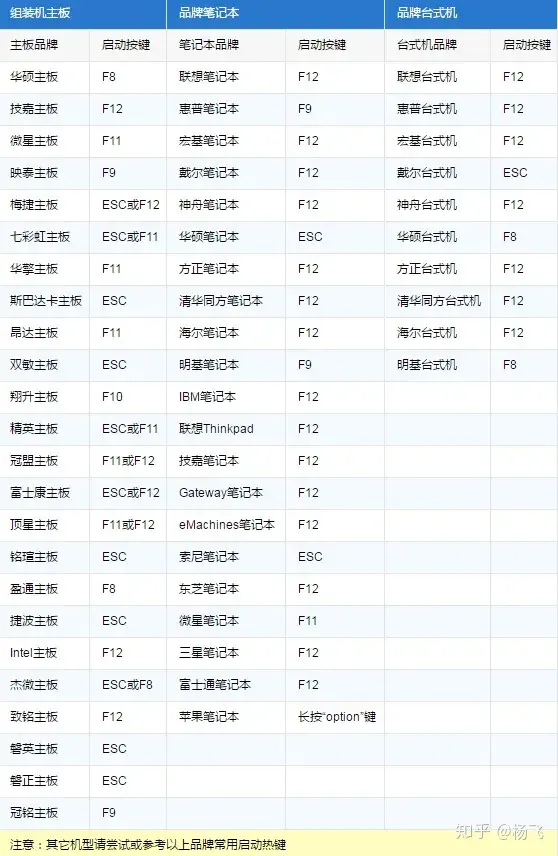 组装机主板 品牌笔记本 品牌台式机
主板品牌 启动按键 笔记本品牌 启动按键 台式机品牌 启动按键
华硕主板 F8 联想笔记本 F12 联想台式机 F12
技嘉主板 F12 惠普笔记本 F9 惠普台式机 F12
微星主板 F11 宏基笔记本 F12 宏基台式机 F12
映泰主板 F9 戴尔笔记本 F12 戴尔台式机 ESC
梅捷主板 ESC或F12 神舟笔记本 F12 神舟台式机 F12
七彩虹主板 ESC或F11 华硕笔记本 ESC 华硕台式机 F8
华擎主板 F11 方正笔记本 F12 方正台式机 F12
斯巴达卡主板 ESC 清华同方笔记本 F12 清华同方台式机 F12
昂达主板 F11 海尔笔记本 F12 海尔台式机 F12
双敏主板 ESC 明基笔记本 F9 明基台式机 F8
翔升主板 F10 IBM笔记本 F12
精英主板 ESC或F11 联想Thinkpad F12
冠盟主板 F11或F12 技嘉笔记本 F12
富士康主板 ESC或F12 Gateway笔记本 F12
顶星主板 F11或F12 eMachines笔记本 F12
铭瑄主板 ESC 索尼笔记本 ESC
盈通主板 F8 东芝笔记本 F12
捷波主板 ESC 微星笔记本 F11
Intel主板 F12 三星笔记本 F12
杰微主板 ESC或F8 富士通笔记本 F12
致铭主板 F12 苹果笔记本 长按“option”键
磐英主板 ESC
磐正主板 ESC
冠铭主板 F9
注意：其它机型请尝试或参考以上品牌常用启动热键
知乎 @杨飞